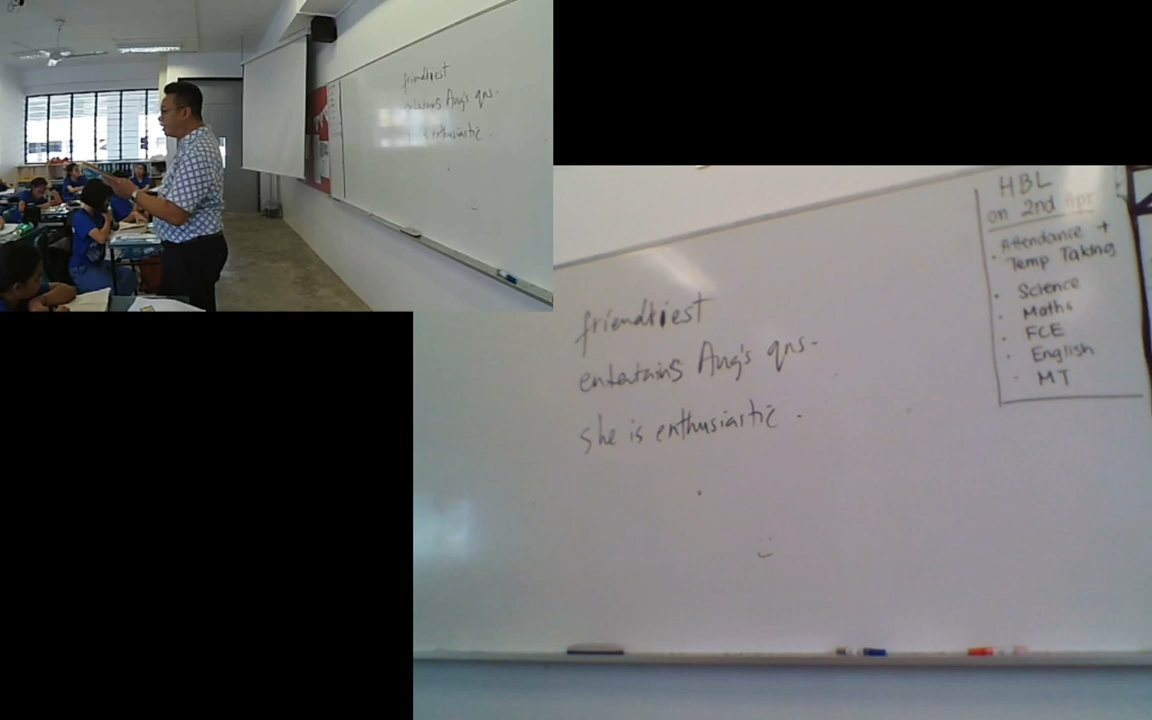 friendliest
entertains Ang's qns.
she is enthusiastic.
HBL
on 2nd Apr
Attendance +
Temp Taking
• Science
• Maths
• FCE
• English
• MT